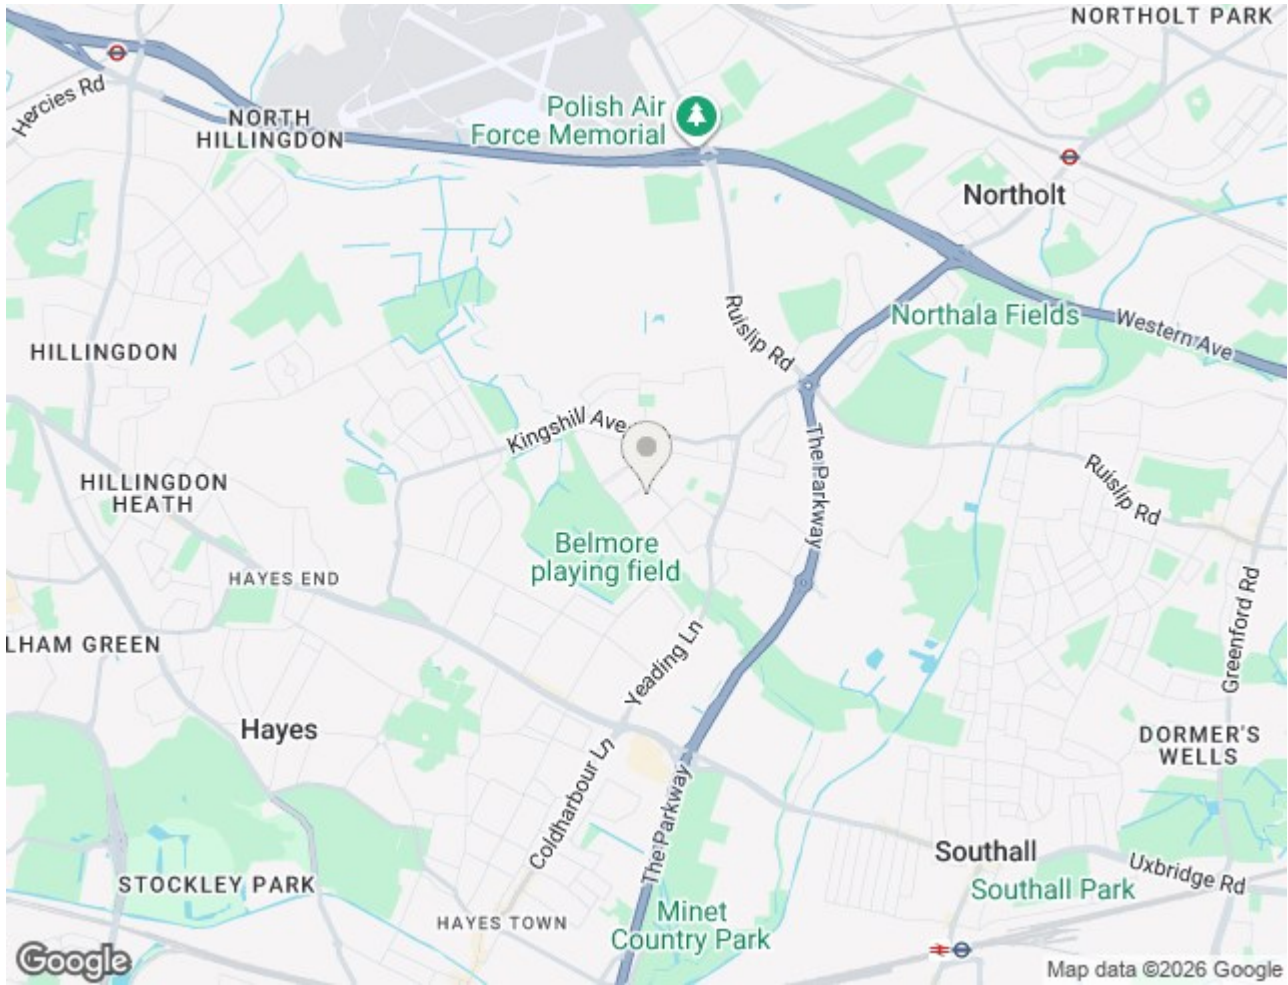 NORTHOLT PARK
Hercies Rd
NORTH
HILLINGDON
Polish Air
Force Memorial
Northolt
Ruislip Rd
Northala Fields
Western Ave
HILLINGDON
Kingshill Ave
The Parkway
HILLINGDON
HEATH
Ruislip Rd
Belmore
playing field
HAYES END
LHAM GREEN
Greenford Rd
Yeading Ln
Hayes
DORMER'S
WELLS
Coldharbour Ln
The Parkway
Southall
Uxbridge Rd
STOCKLEY PARK
Southall Park
HAYES TOWN
Minet
Country Park
Google
Map data ©2026 Google